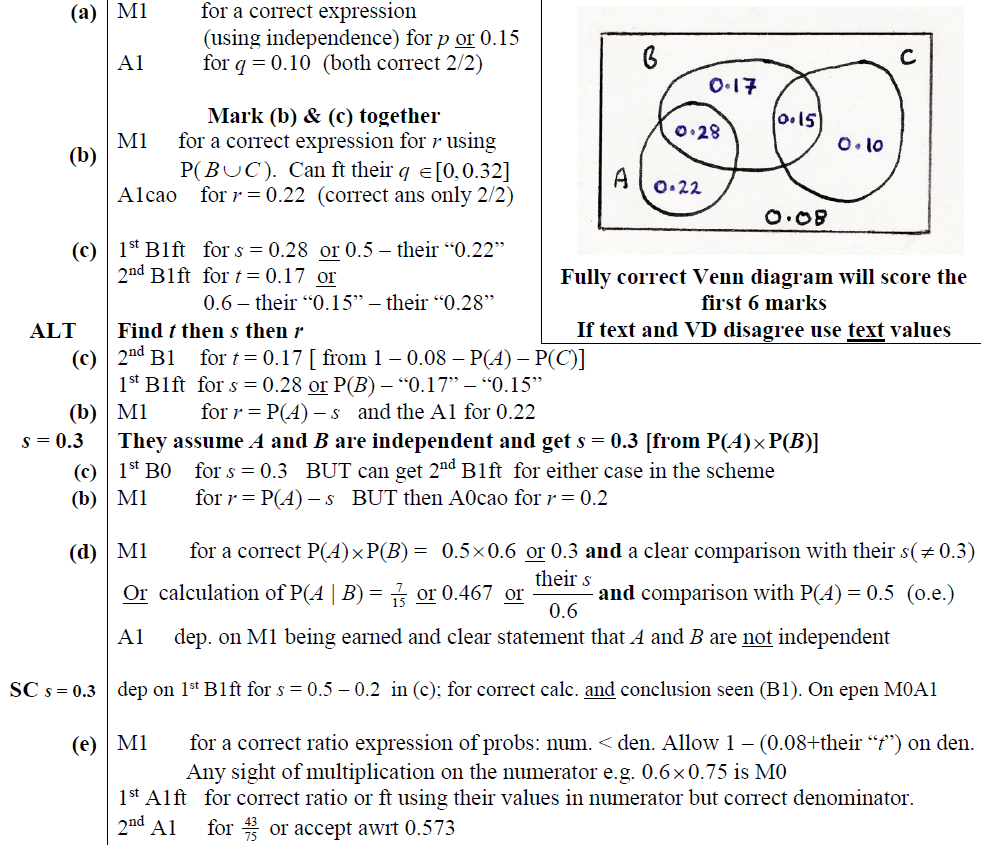 (a) M1 for a correct expression
(using independence) for p or 0.15
A1 for q = 0.10 (both correct 2/2)
Mark (b) & (c) together
(b) M1 for a correct expression for r using
P(B∪C). Can ft their q ∈[0,0.32]
A1cao for r = 0.22 (correct ans only 2/2)
(c) 1st B1ft for s = 0.28 or 0.5 – their “0.22”
2nd B1ft for t = 0.17 or
0.6 – their “0.15” – their “0.28”
B
C
0.17
0.28
0.15
0.10
A
0.22
0.08
Fully correct Venn diagram will score the
first 6 marks
If text and VD disagree use text values
ALT Find t then s then r
(c) 2nd B1 for t = 0.17 [ from 1 – 0.08 – P(A) – P(C)]
1st B1ft for s = 0.28 or P(B) – “0.17” – “0.15”
(b) M1 for r = P(A) – s and the A1 for 0.22
s = 0.3 They assume A and B are independent and get s = 0.3 [from P(A)×P(B)]
(c) 1st B0 for s = 0.3 BUT can get 2nd B1ft for either case in the scheme
(b) M1 for r = P(A) – s BUT then A0cao for r = 0.2
(d) M1 for a correct P(A)×P(B) = 0.5×0.6 or 0.3 and a clear comparison with their s(≠0.3)
Or calculation of P(A | B) = 7/15 or 0.467 or their s/0.6 and comparison with P(A) = 0.5 (o.e.)
A1 dep. on M1 being earned and clear statement that A and B are not independent
SC s = 0.3 dep on 1st B1ft for s = 0.5 – 0.2 in (c); for correct calc. and conclusion seen (B1). On epen M0A1
(e) M1 for a correct ratio expression of probs: num. < den. Allow 1 – (0.08+their “t”) on den.
Any sight of multiplication on the numerator e.g. 0.6×0.75 is M0
1st A1ft for correct ratio or ft using their values in numerator but correct denominator.
2nd A1 for 43/75 or accept awrt 0.573